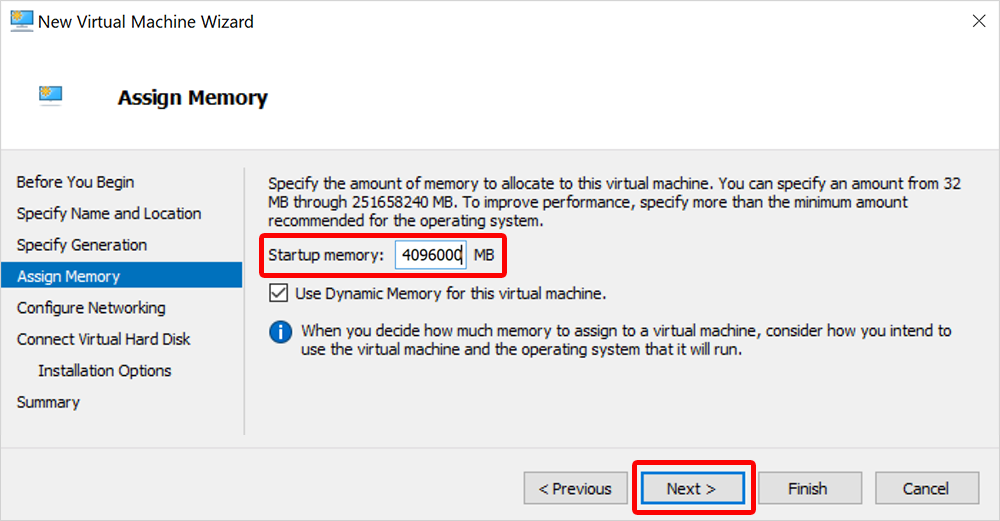 New Virtual Machine Wizard
Assign Memory
Before You Begin
Specify Name and Location
Specify Generation
Assign Memory
Configure Networking
Connect Virtual Hard Disk
Installation Options
Summary
Specify the amount of memory to allocate to this virtual machine. You can specify an amount from 32
MB through 251658240 MB. To improve performance, specify more than the minimum amount
recommended for the operating system.
Startup memory: 4096000 MB
Use Dynamic Memory for this virtual machine.
When you decide how much memory to assign to a virtual machine, consider how you intend to
use the virtual machine and the operating system that it will run.
< Previous Next > Finish Cancel